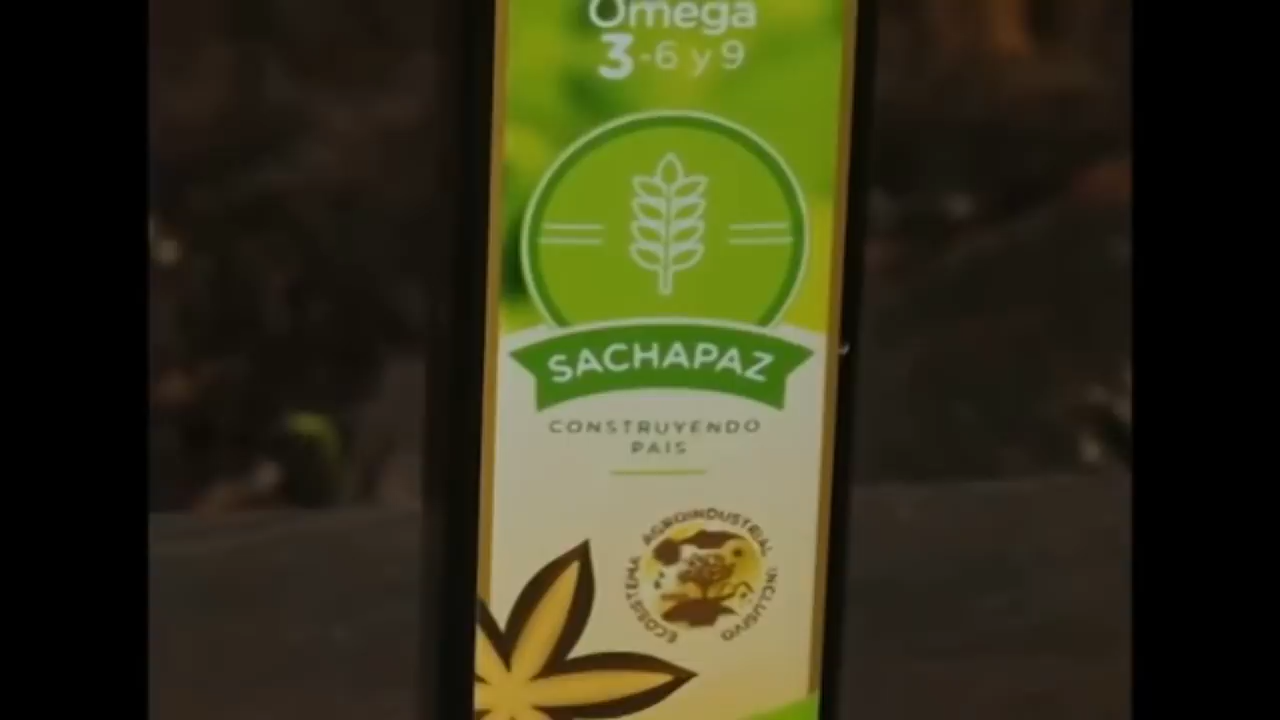 Omega
3-6 y 9
SACHAPAZ
CONSTRUYENDO
PAIS
ECOSISTEMA AGROINDUSTRIAL INCLUSIVO